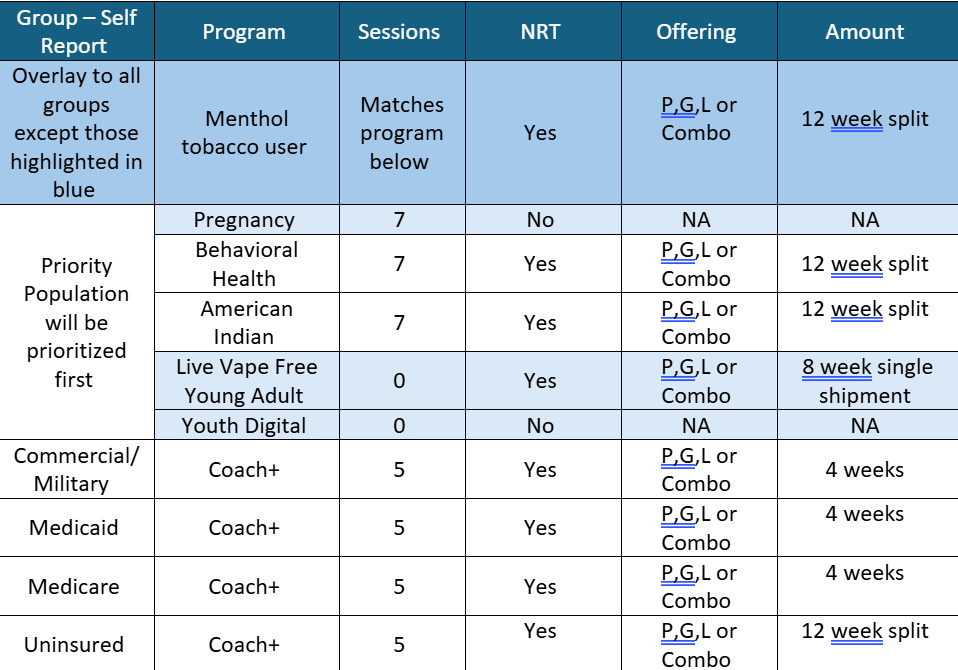 Group – Self
Report
Program
Sessions
NRT
Offering
Amount
Overlay to all
groups
except those
highlighted in
blue
Menthol
tobacco user
Matches
program
below
Yes
P,G,L or
Combo
12 week split
Priority
Population
will be
prioritized
first
Pregnancy
7
No
NA
NA
Behavioral
Health
7
Yes
P,G,L or
Combo
12 week split
American
Indian
7
Yes
P,G,L or
Combo
12 week split
Live Vape Free
Young Adult
0
Yes
P,G,L or
Combo
8 week single
shipment
Youth Digital
0
No
NA
NA
Commercial/
Military
Coach+
5
Yes
P,G,L or
Combo
4 weeks
Medicaid
Coach+
5
Yes
P,G,L or
Combo
4 weeks
Medicare
Coach+
5
Yes
P,G,L or
Combo
4 weeks
Uninsured
Coach+
5
Yes
P,G,L or
Combo
12 week split